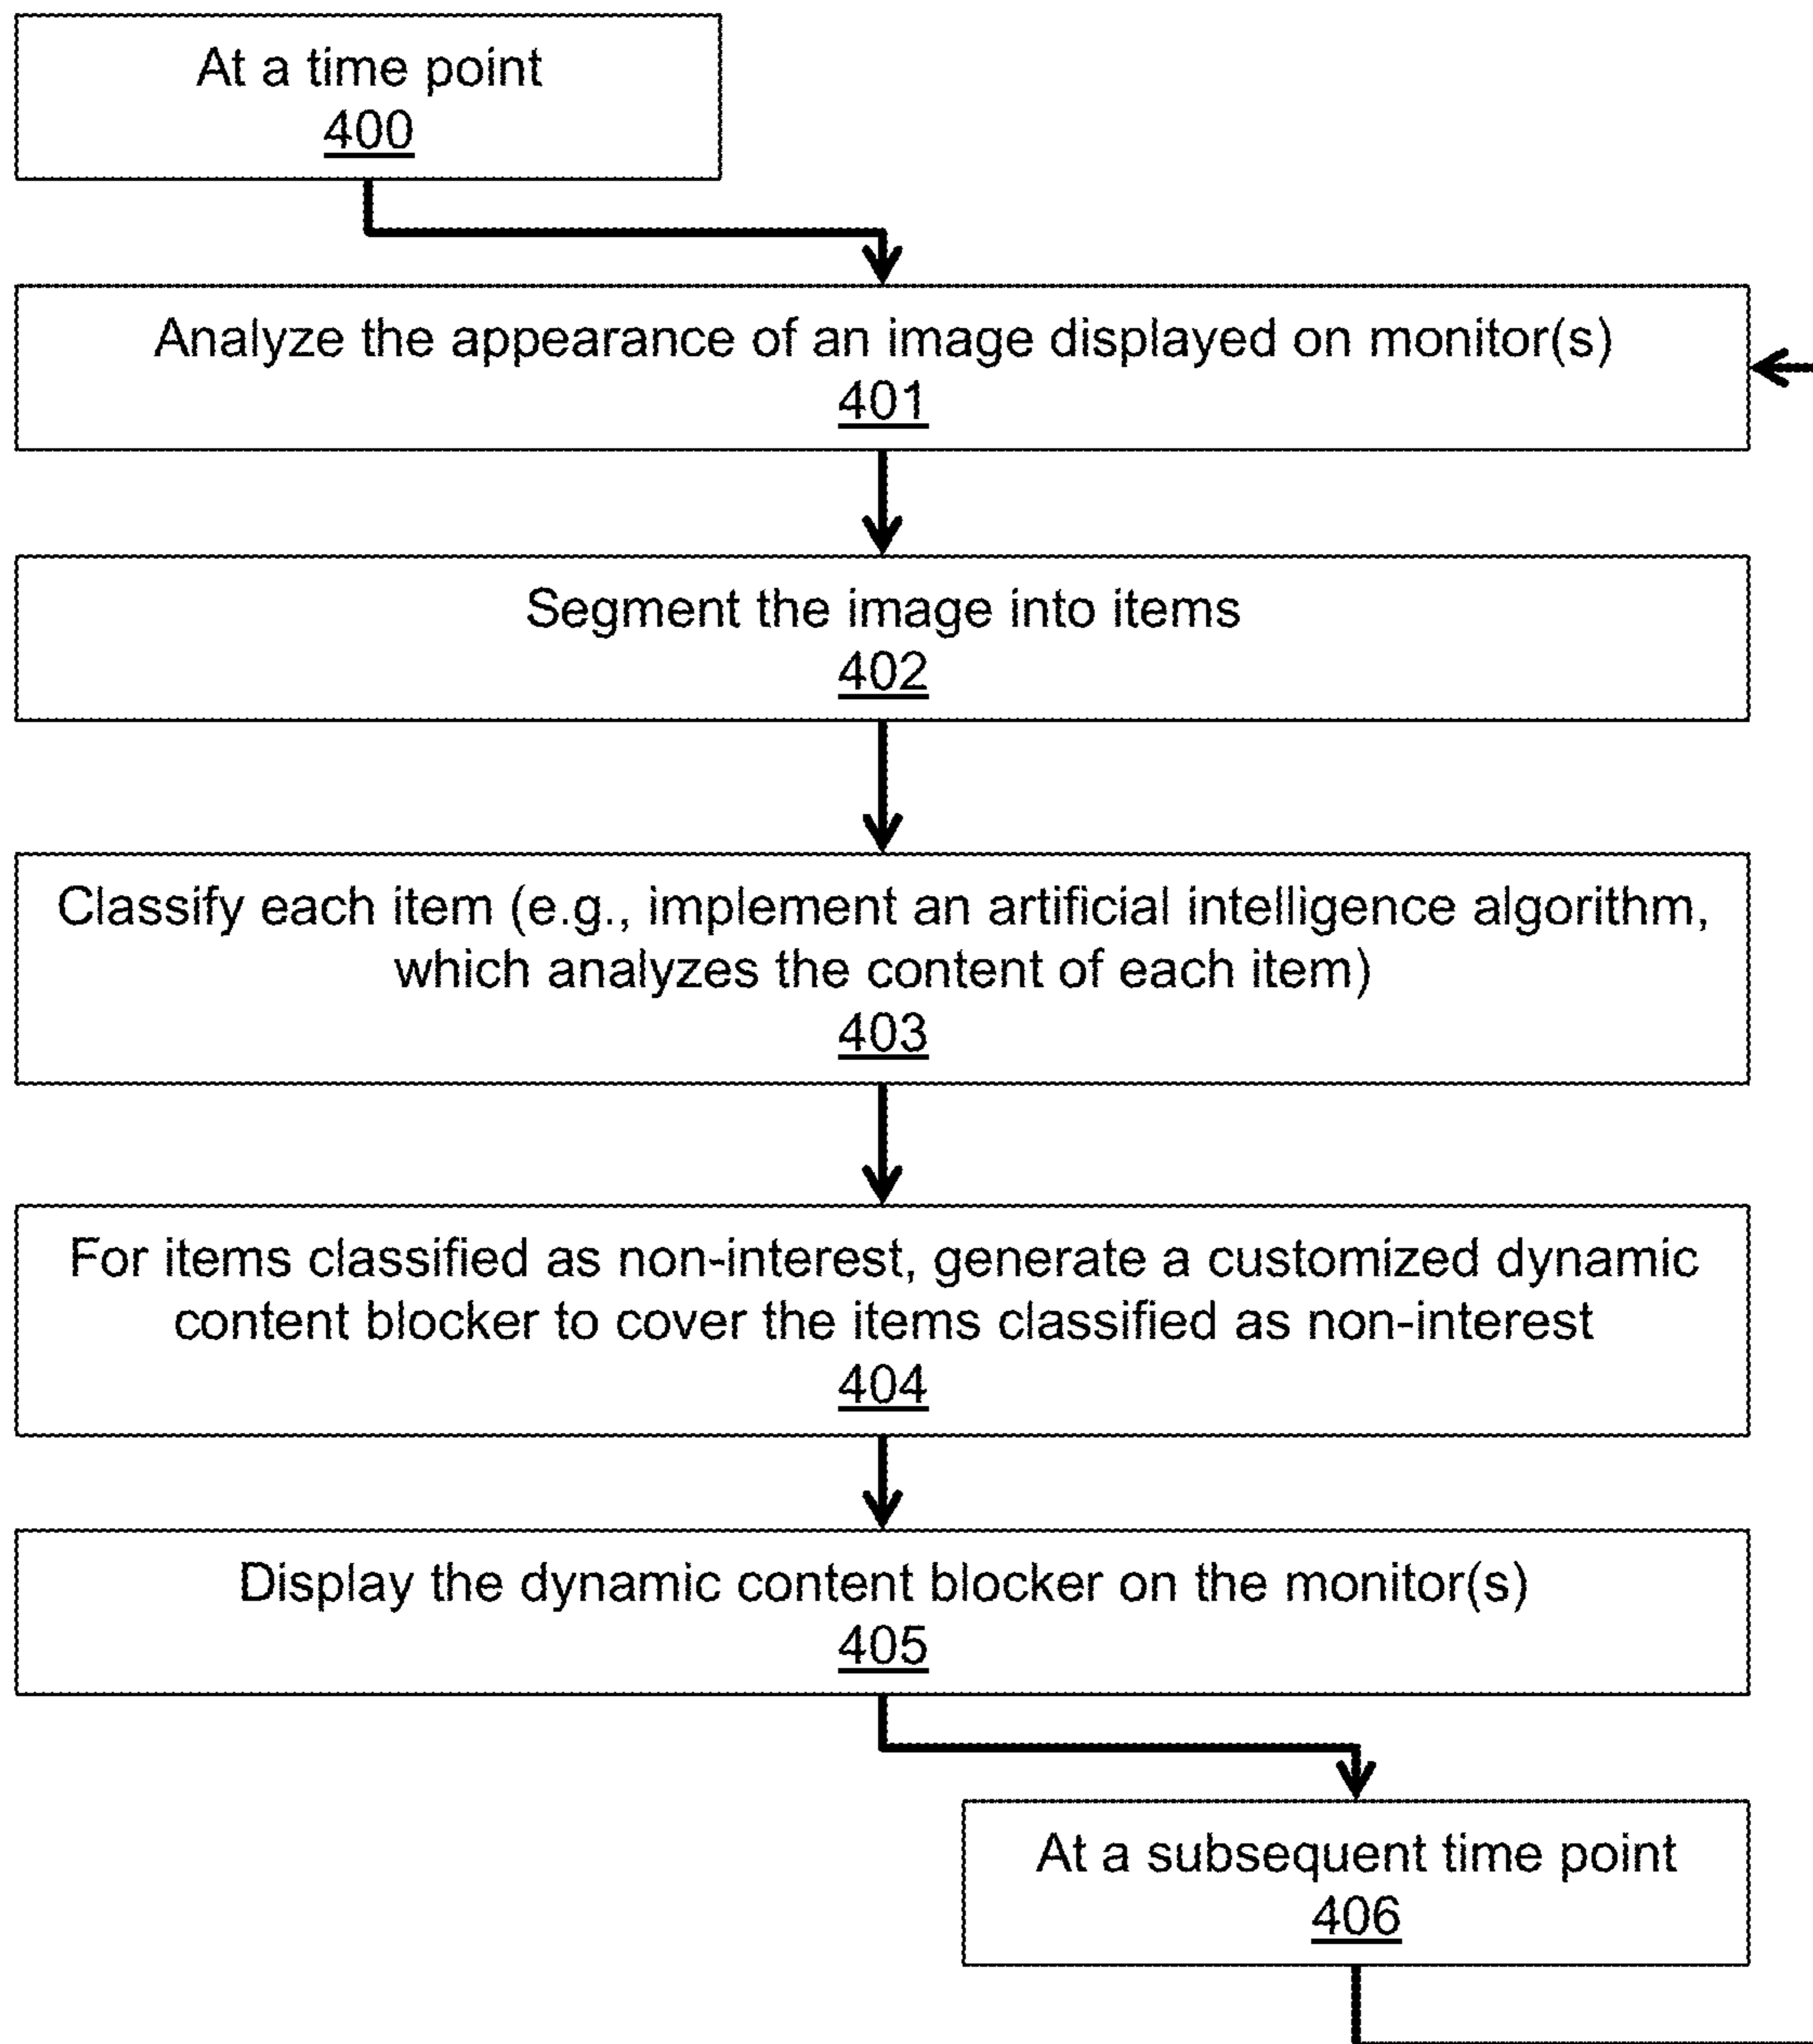 At a time point
400
Analyze the appearance of an image displayed on monitor(s)
401
Segment the image into items
402
Classify each item (e.g., implement an artificial intelligence algorithm,
which analyzes the content of each item)
403
For items classified as non-interest, generate a customized dynamic
content blocker to cover the items classified as non-interest
404
Display the dynamic content blocker on the monitor(s)
405
At a subsequent time point
406